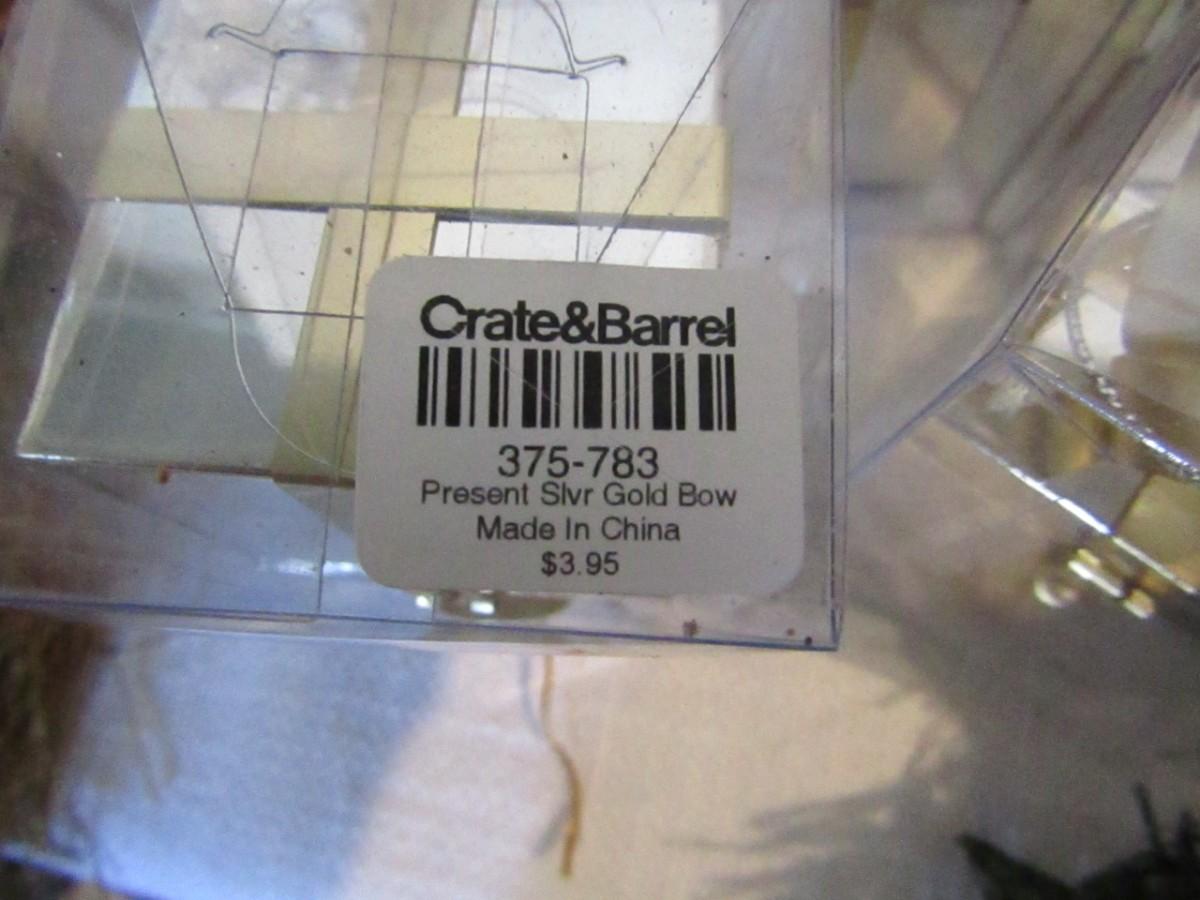 Crate&Barrel
375-783
Present Slvr Gold Bow
Made In China
$3.95